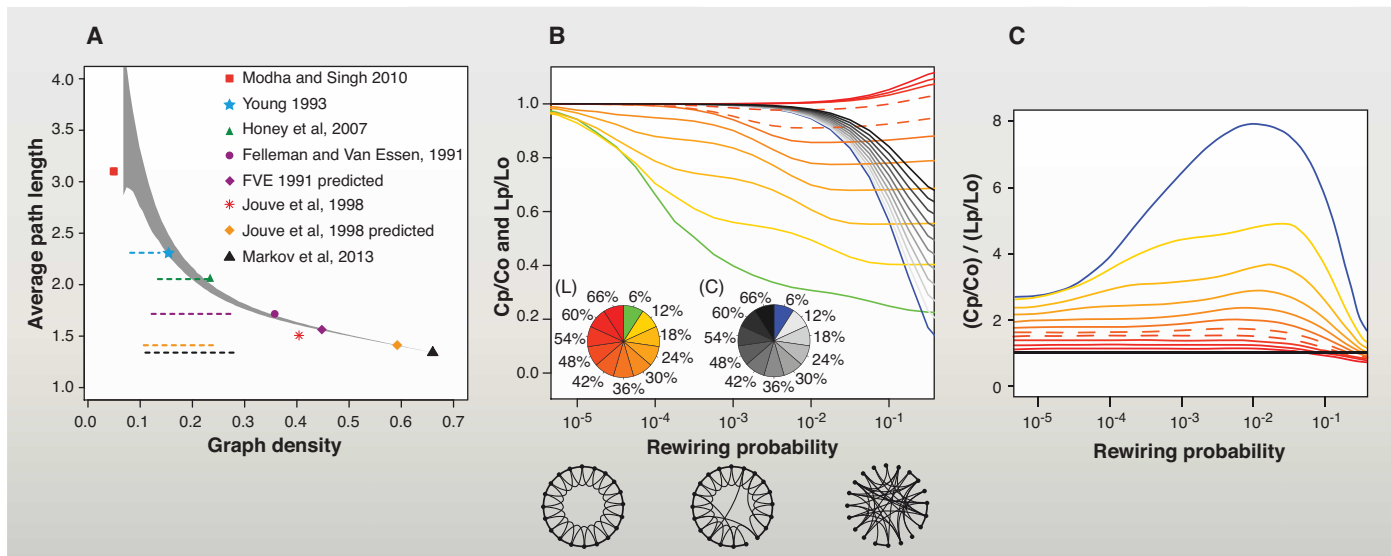 A
Average path length
4.0
3.5
3.0
2.5
2.0
1.5
1.0
Modha and Singh 2010
Young 1993
Honey et al, 2007
Felleman and Van Essen, 1991
FVE 1991 predicted
Jouve et al, 1998
Jouve et al, 1998 predicted
Markov et al, 2013
0.0 0.1 0.2 0.3 0.4 0.5 0.6 0.7
Graph density
B
Cp/Co and Lp/Lo
1.0
0.8
0.6
0.4
0.2
0.0
(L)
66% 6%
60% 12%
54% 18%
48% 24%
42% 30%
36%
(C)
66% 6%
60% 12%
54% 18%
48% 24%
42% 30%
36%
10-5 10-4 10-3 10-2 10-1
Rewiring probability
C
(Cp/Co) / (Lp/Lo)
8
6
4
2
0
10-5 10-4 10-3 10-2 10-1
Rewiring probability